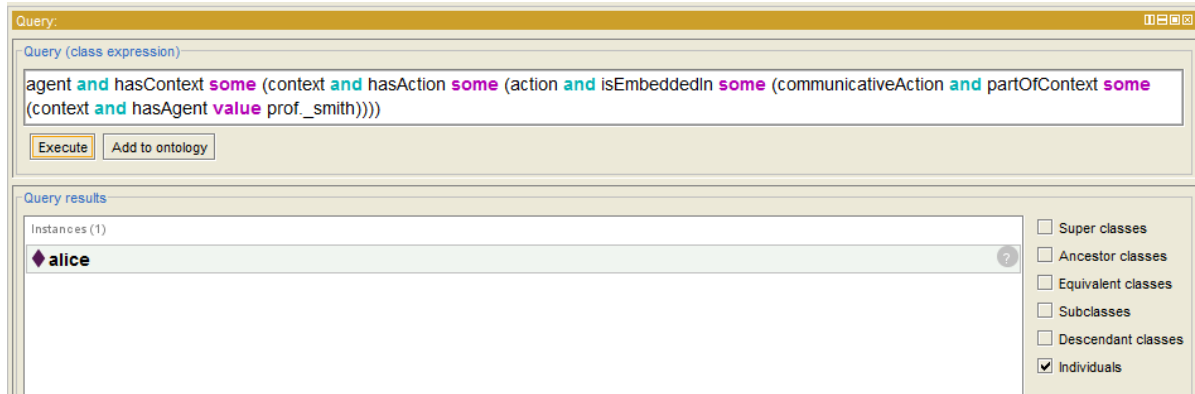 Query:
Query (class expression)
agent and hasContext some (context and hasAction some (action and isEmbeddedIn some (communicativeAction and partOfContext some
(context and hasAgent value prof._smith))))
Execute Add to ontology
Query results
Instances (1)
alice
?
Super classes
Ancestor classes
Equivalent classes
Subclasses
Descendant classes
Individuals